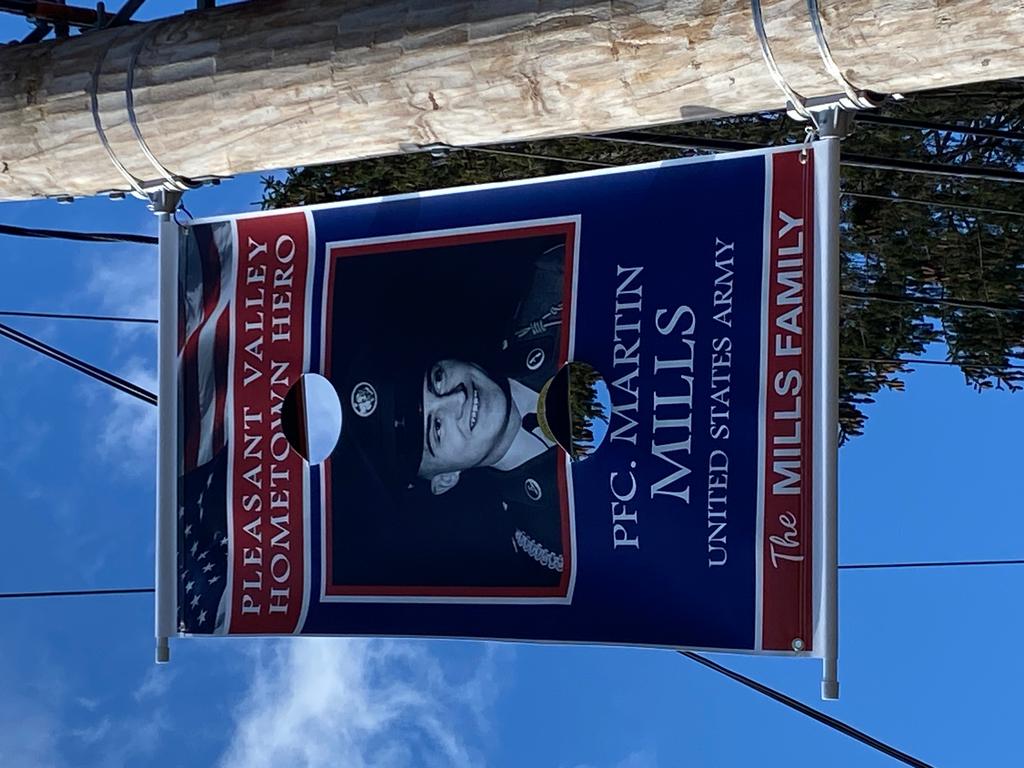 PLEASANT VALLEY
HOMETOWN HERO
PFC. MARTIN
MILLS
UNITED STATES ARMY
The MILLS FAMILY